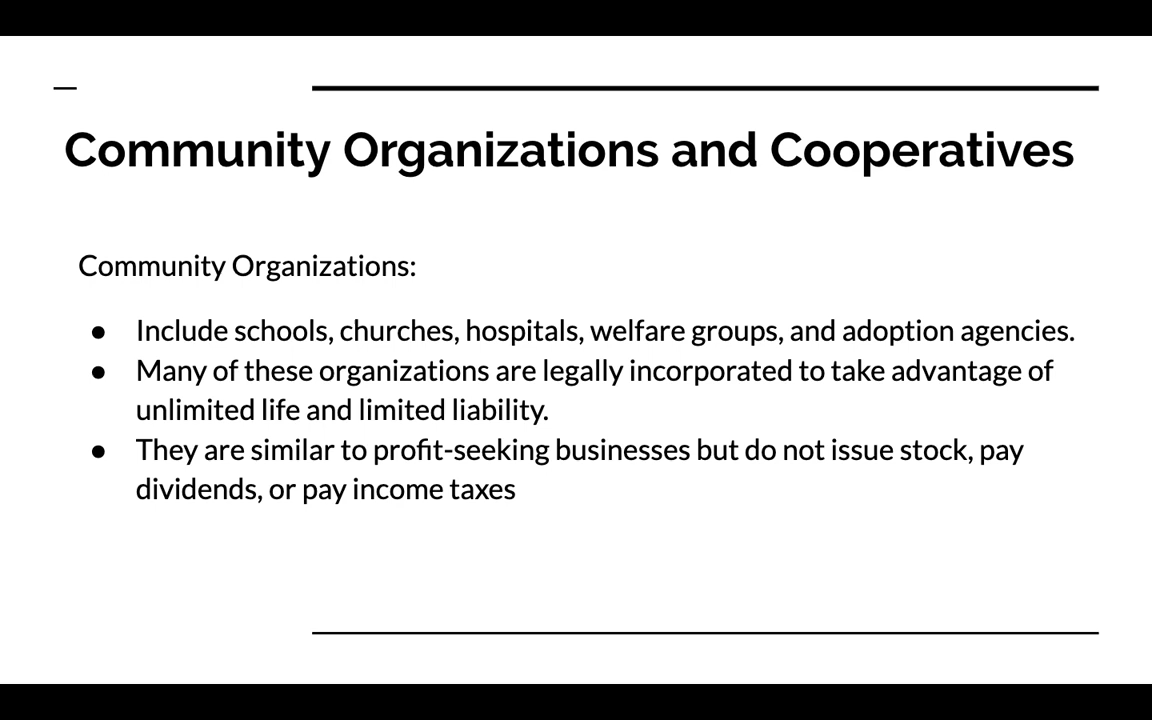 Community Organizations and Cooperatives
Community Organizations:
● Include schools, churches, hospitals, welfare groups, and adoption agencies.
● Many of these organizations are legally incorporated to take advantage of
unlimited life and limited liability.
● They are similar to profit-seeking businesses but do not issue stock, pay
dividends, or pay income taxes